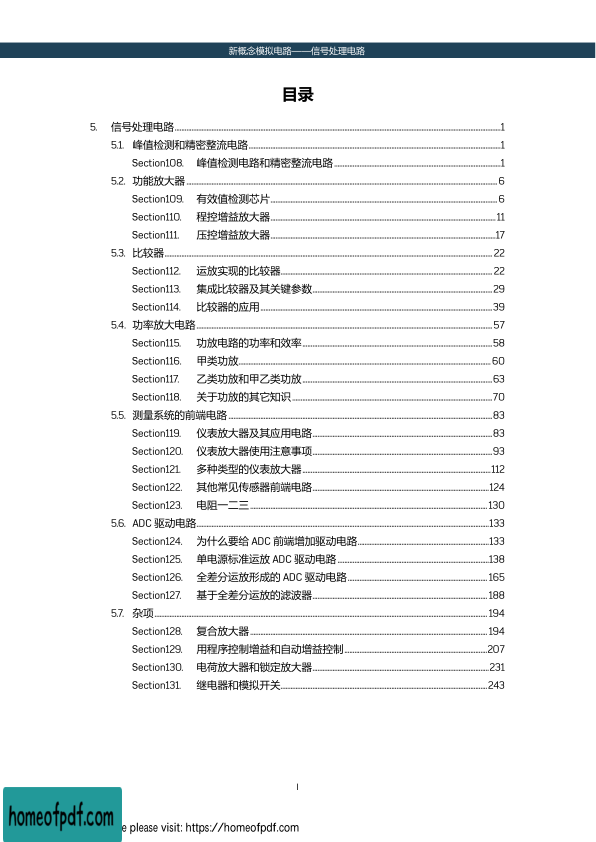 新概念模拟电路——信号处理电路
目录
5. 信号处理电路 1
5.1. 峰值检测和精密整流电路 1
Section108. 峰值检测电路和精密整流电路 1
5.2. 功能放大器 6
Section109. 有效值检测芯片 6
Section110. 程控增益放大器 11
Section111. 压控增益放大器 17
5.3. 比较器 22
Section112. 运放实现的比较器 22
Section113. 集成比较器及其关键参数 29
Section114. 比较器的应用 39
5.4. 功率放大电路 57
Section115. 功放电路的功率和效率 58
Section116. 甲类功放 60
Section117. 乙类功放和甲乙类功放 63
Section118. 关于功放的其它知识 70
5.5. 测量系统的前端电路 83
Section119. 仪表放大器及其应用电路 83
Section120. 仪表放大器使用注意事项 93
Section121. 多种类型的仪表放大器 112
Section122. 其他常见传感器前端电路 124
Section123. 电阻一二三 130
5.6. ADC 驱动电路 133
Section124. 为什么要给 ADC 前端增加驱动电路 133
Section125. 单电源标准运放 ADC 驱动电路 138
Section126. 全差分运放形成的 ADC 驱动电路 165
Section127. 基于全差分运放的滤波器 188
5.7. 杂项 194
Section128. 复合放大器 194
Section129. 用程序控制增益和自动增益控制 207
Section130. 电荷放大器和锁定放大器 231
Section131. 继电器和模拟开关 243
I
homeofpdf.com
e please visit: https://homeofpdf.com